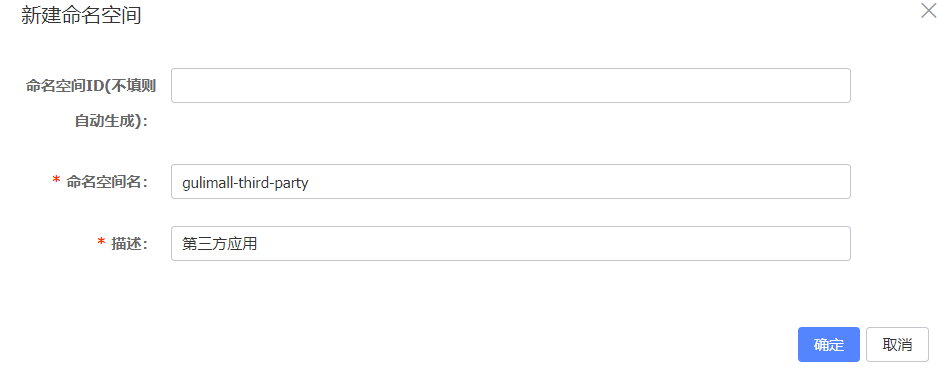 新建命名空间
命名空间ID(不填则
自动生成)：
* 命名空间名： gulimall-third-party
* 描述： 第三方应用
确定 取消